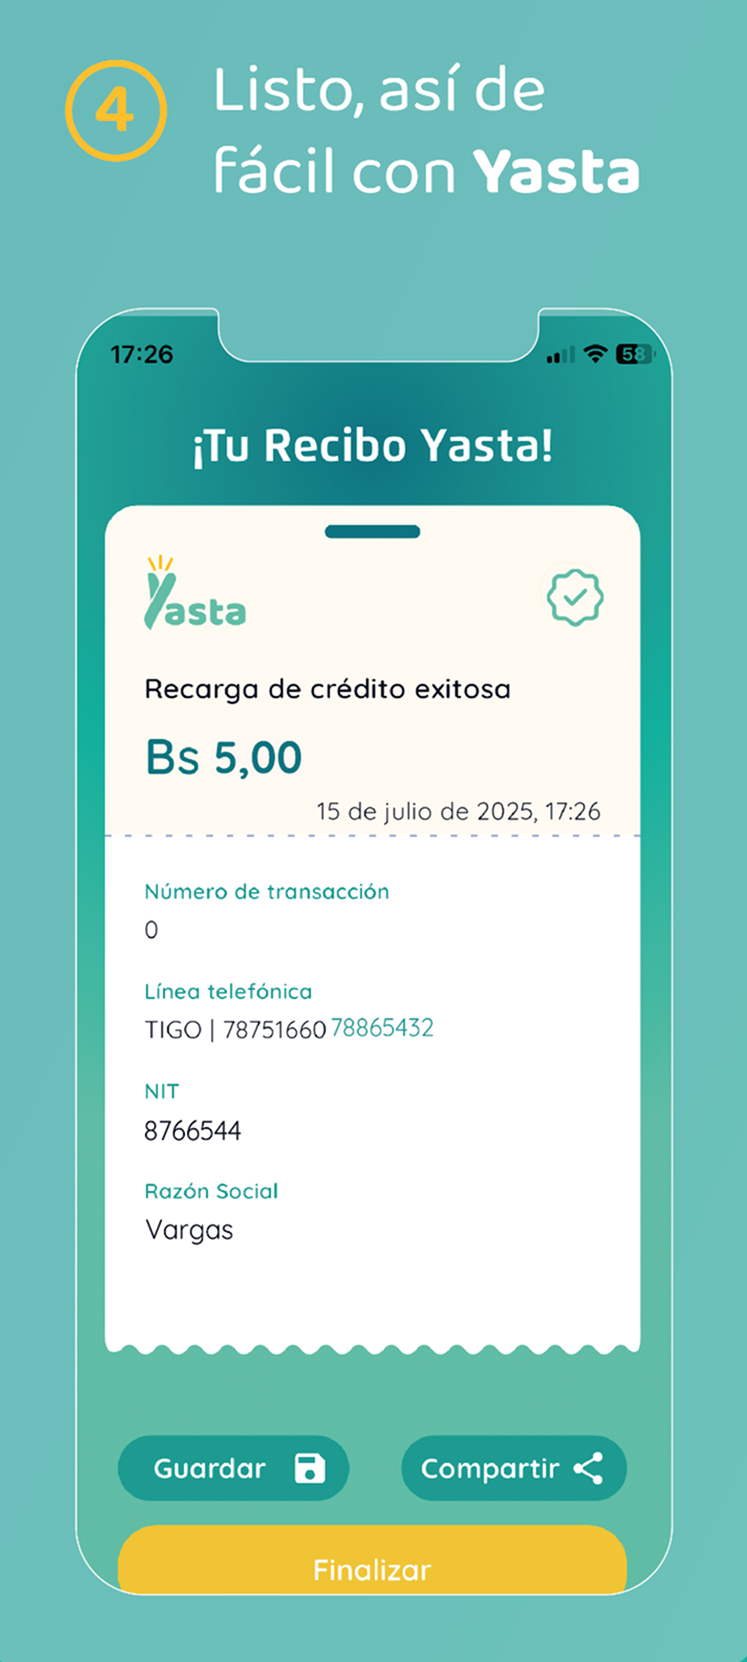 4
Listo, así de
fácil con Yasta
17:26
58
¡Tu Recibo Yasta!
Yasta
Recarga de crédito exitosa
Bs 5,00
15 de julio de 2025, 17:26
Número de transacción
0
Línea telefónica
TIGO | 78751660 78865432
NIT
8766544
Razón Social
Vargas
Guardar
Compartir
Finalizar